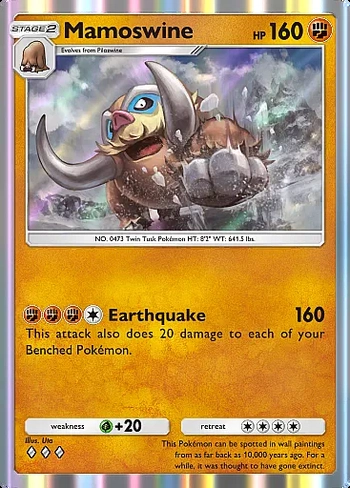 STAGE 2
Mamoswine
HP 160
Evolves from Piloswine
NO. 0473 Twin Tusk Pokémon HT: 8'2" WT: 641.5 lbs.
Earthquake 160
This attack also does 20 damage to each of your
Benched Pokémon.
weakness +20 retreat
Illus. Uta
This Pokémon can be spotted in wall paintings
from as far back as 10,000 years ago. For a
while, it was thought to have gone extinct.